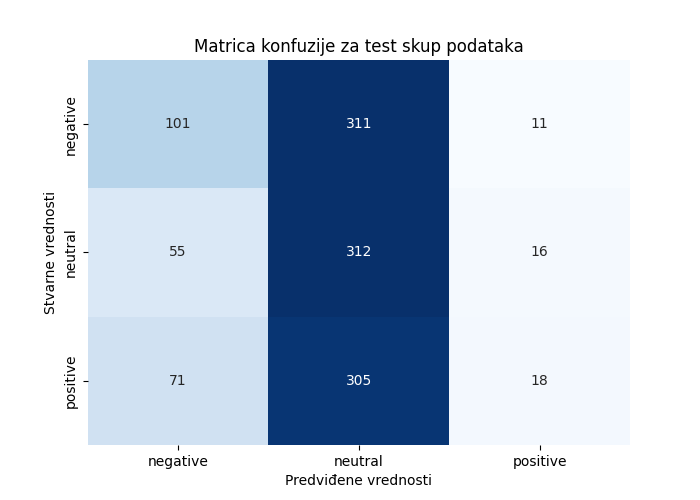 Matrica konfuzije za test skup podataka
Stvarne vrednosti
negative
101 311 11
neutral
55 312 16
positive
71 305 18
negative neutral positive
Predviđene vrednosti